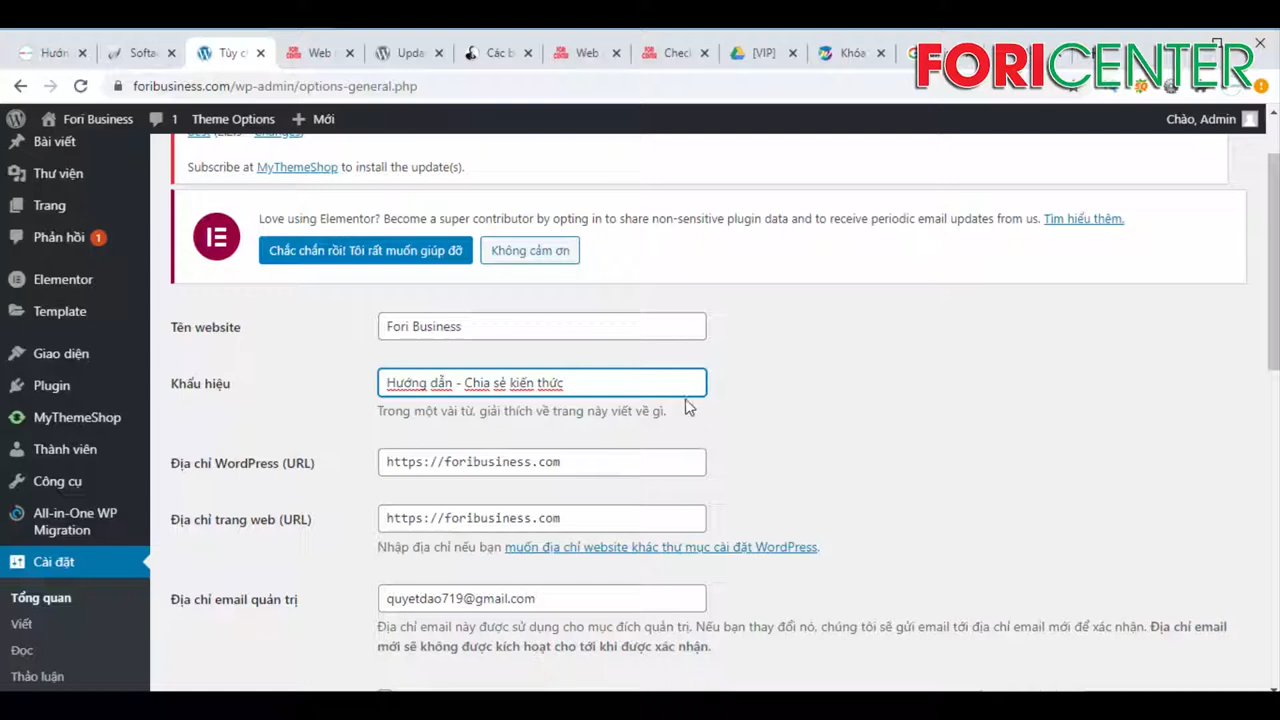 FORICENTER
Hướn
Softa
Tùy c
Web
Upda
Các b
Web
Check
[VIP]
Khóa
foribusiness.com/wp-admin/options-general.php
Fori Business
1
Theme Options
Mới
Chào, Admin
Bài viết
Thư viện
Trang
Phản hồi 1
Elementor
Template
Giao diện
Plugin
MyThemeShop
Thành viên
Công cụ
All-in-One WP
Migration
Cài đặt
Tổng quan
Viết
Đọc
Thảo luận
Subscribe at MyThemeShop to install the update(s).
Love using Elementor? Become a super contributor by opting in to share non-sensitive plugin data and to receive periodic email updates from us. Tìm hiểu thêm.
Chắc chắn rồi! Tôi rất muốn giúp đỡ
Không cảm ơn
Tên website
Fori Business
Khẩu hiệu
Hướng dẫn - Chia sẻ kiến thức
Trong một vài từ, giải thích về trang này viết về gì.
Địa chỉ WordPress (URL)
https://foribusiness.com
Địa chỉ trang web (URL)
https://foribusiness.com
Nhập địa chỉ nếu bạn muốn địa chỉ website khác thư mục cài đặt WordPress.
Địa chỉ email quản trị
quyetdao719@gmail.com
Địa chỉ email này được sử dụng cho mục đích quản trị. Nếu bạn thay đổi nó, chúng tôi sẽ gửi email tới địa chỉ email mới để xác nhận. Địa chỉ email
mới sẽ không được kích hoạt cho tới khi được xác nhận.